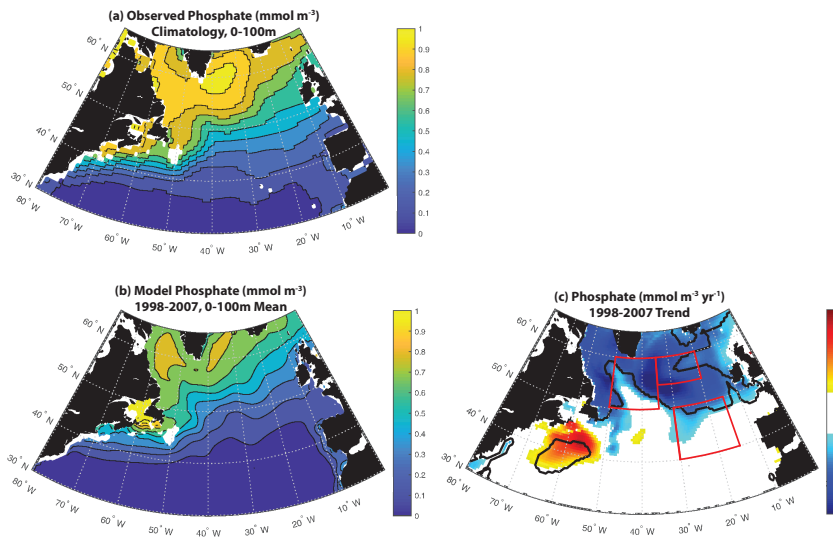 (a) Observed Phosphate (mmol m⁻³)
Climatology, 0-100m
60° N
50° N
40° N
30° N
80° W
70° W
60° W
50° W
40° W
30° W
20° W
10° W
1
0.9
0.8
0.7
0.6
0.5
0.4
0.3
0.2
0.1
0
(b) Model Phosphate (mmol m⁻³)
1998-2007, 0-100m Mean
60° N
50° N
40° N
30° N
80° W
70° W
60° W
50° W
40° W
30° W
20° W
10° W
1
0.9
0.8
0.7
0.6
0.5
0.4
0.3
0.2
0.1
0
(c) Phosphate (mmol m⁻³ yr⁻¹)
1998-2007 Trend
60° N
50° N
40° N
30° N
70° W
60° W
50° W
40° W
30° W
20° W
10° W